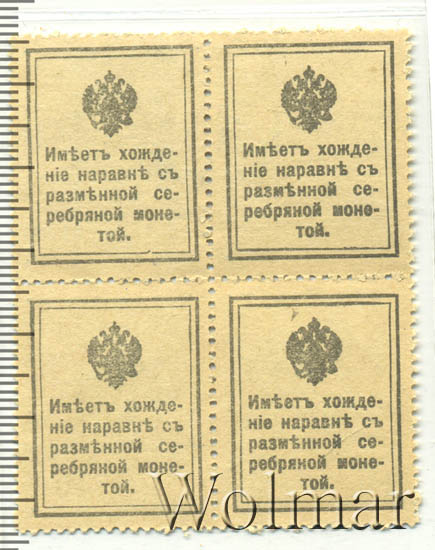 Имѣетъ хожде-
ніе наравнѣ съ
размѣнной се-
ребряной моне-
той.
Имѣетъ хожде-
ніе наравнѣ съ
размѣнной се-
ребряной моне-
той.
Имѣетъ хожде-
ніе наравнѣ съ
размѣнной се-
ребряной моне-
той.
Имѣетъ хожде-
ніе наравнѣ съ
размѣнной се-
ребряной моне-
той.
Wolmar